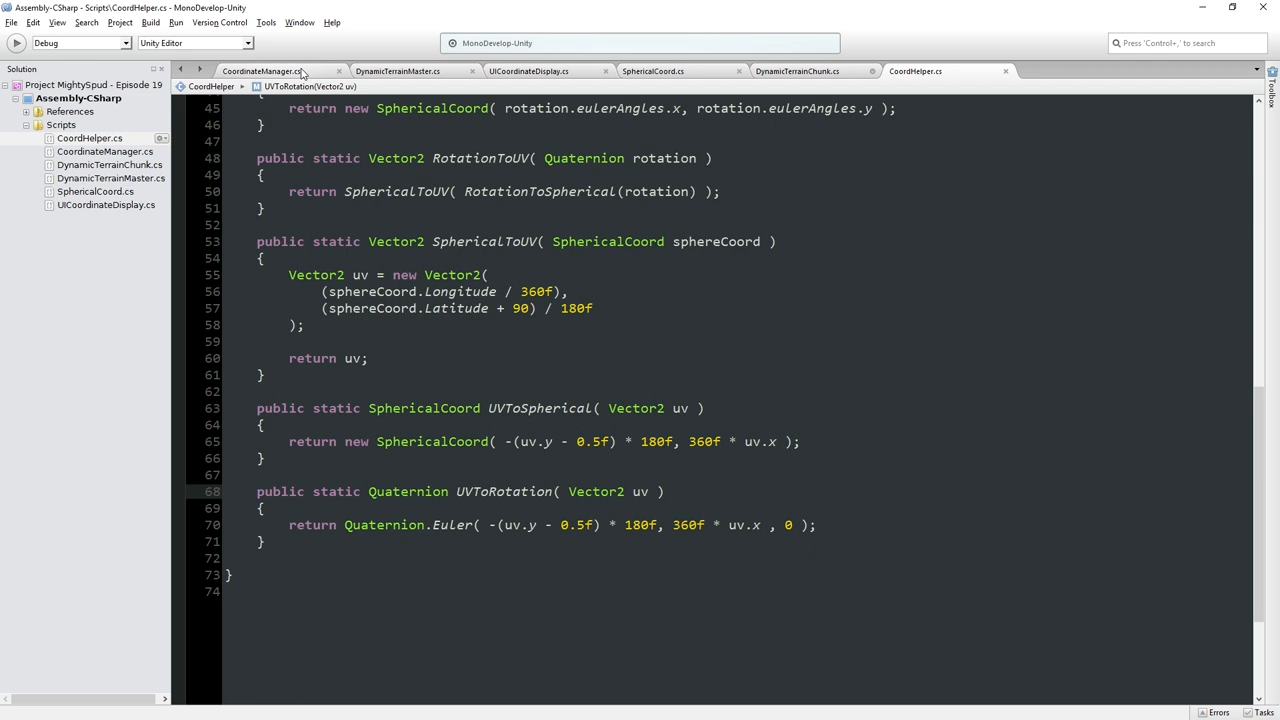 Assembly-CSharp - Scripts\CoordHelper.cs - MonoDevelop-Unity
File Edit View Search Project Build Run Version Control Tools Window Help
Debug Unity Editor MonoDevelop-Unity Press 'Control+,' to search
Solution CoordinateManager.cs DynamicTerrainMaster.cs UICoordinateDisplay.cs SphericalCoord.cs DynamicTerrainChunk.cs CoordHelper.cs
CoordHelper UVToRotation(Vector2 uv)
Toolbox
Project MightySpud - Episode 19
Assembly-CSharp
References
Scripts
CoordHelper.cs
CoordinateManager.cs
DynamicTerrainChunk.cs
DynamicTerrainMaster.cs
SphericalCoord.cs
UICoordinateDisplay.cs
{
45 return new SphericalCoord( rotation.eulerAngles.x, rotation.eulerAngles.y );
46 }
47
48 public static Vector2 RotationToUV( Quaternion rotation )
49 {
50 return SphericalToUV( RotationToSpherical(rotation) );
51 }
52
53 public static Vector2 SphericalToUV( SphericalCoord sphereCoord )
54 {
55 Vector2 uv = new Vector2(
56 (sphereCoord.Longitude / 360f),
57 (sphereCoord.Latitude + 90) / 180f
58 );
59
60 return uv;
61 }
62
63 public static SphericalCoord UVToSpherical( Vector2 uv )
64 {
65 return new SphericalCoord( -(uv.y - 0.5f) * 180f, 360f * uv.x );
66 }
67
68 public static Quaternion UVToRotation( Vector2 uv )
69 {
70 return Quaternion.Euler( -(uv.y - 0.5f) * 180f, 360f * uv.x , 0 );
71 }
72
73 }
74
Errors Tasks